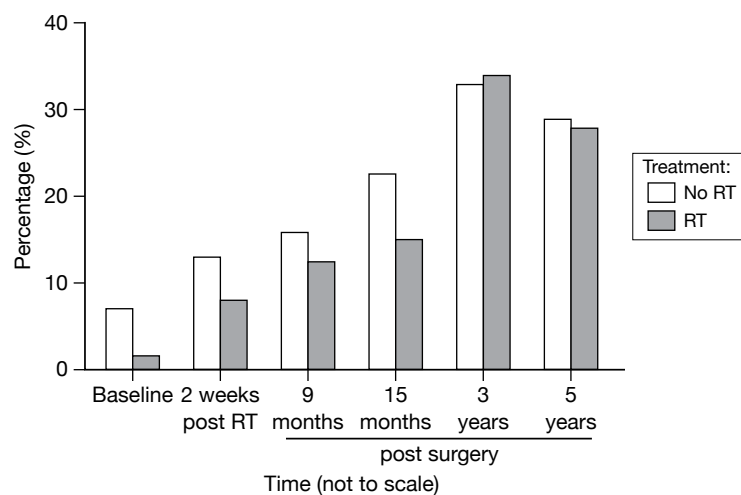 40
30
20
10
0
Percentage (%)
Baseline
2 weeks
post RT
9
months
15
months
3
years
5
years
post surgery
Time (not to scale)
Treatment:
No RT
RT